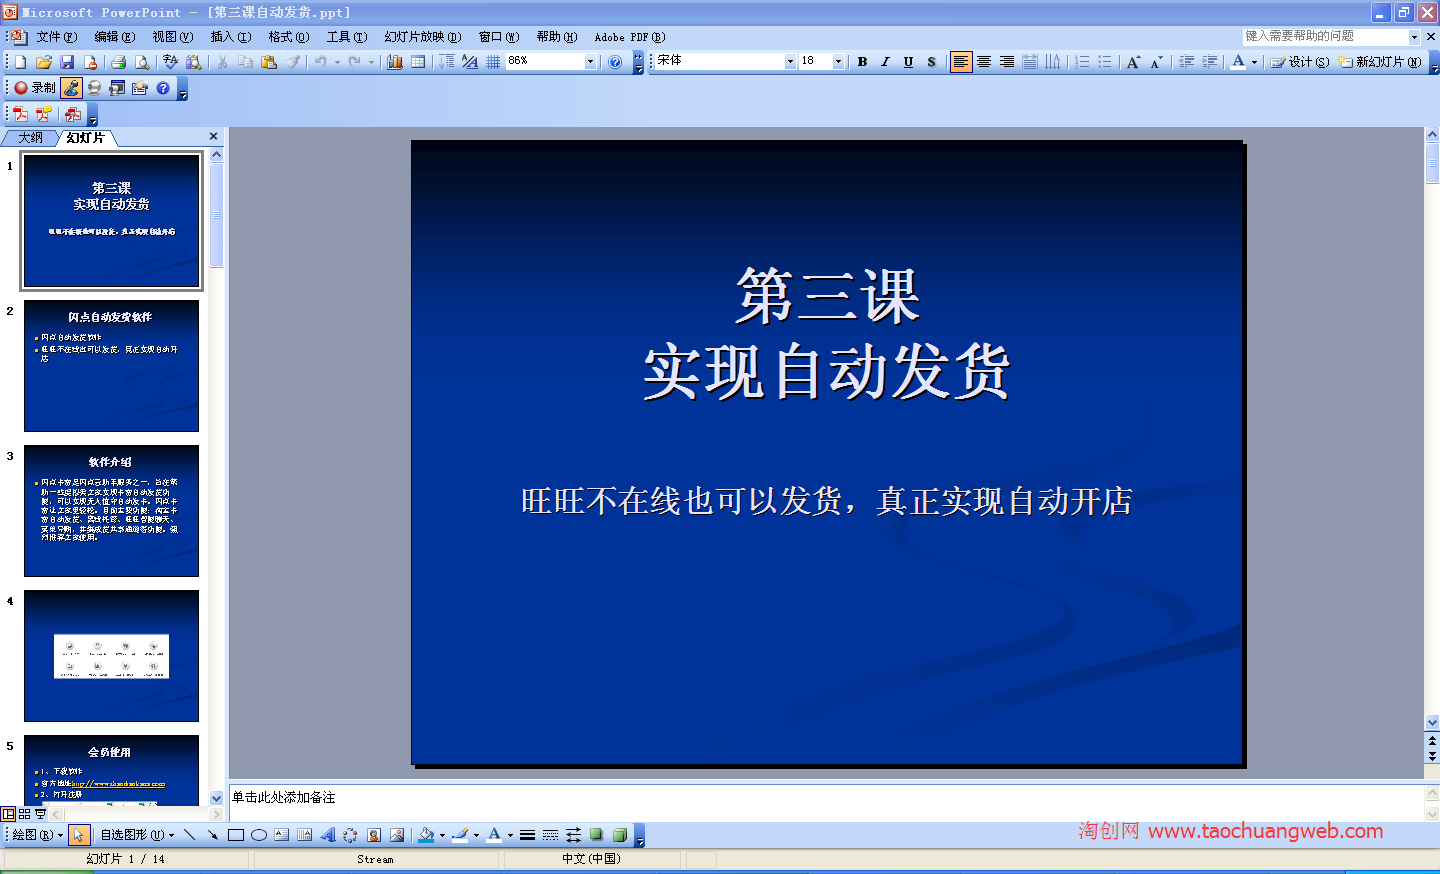 Microsoft PowerPoint - [第三课自动发货.ppt]
文件(F) 编辑(E) 视图(V) 插入(I) 格式(O) 工具(T) 幻灯片放映(D) 窗口(W) 帮助(H) Adobe PDF(B) 键入需要帮助的问题
86% 宋体 18 B I U S A A A 设计(S) 新幻灯片(N)
录制
大纲 幻灯片
1
第三课
实现自动发货
旺旺不在线也可以发货,真正实现自动开店
2
闪点自动发货软件
闪点自动发货软件
旺旺不在线也可以发货,真正实现自动开
店
3
软件介绍
4
5
会员使用
1、下载软件
官方地址
2、打开注册
第三课
实现自动发货
旺旺不在线也可以发货,真正实现自动开店
单击此处添加备注
绘图(R) 自选图形(U) A
淘创网 www.taochuangweb.com
幻灯片 1 / 14 Stream 中文(中国)